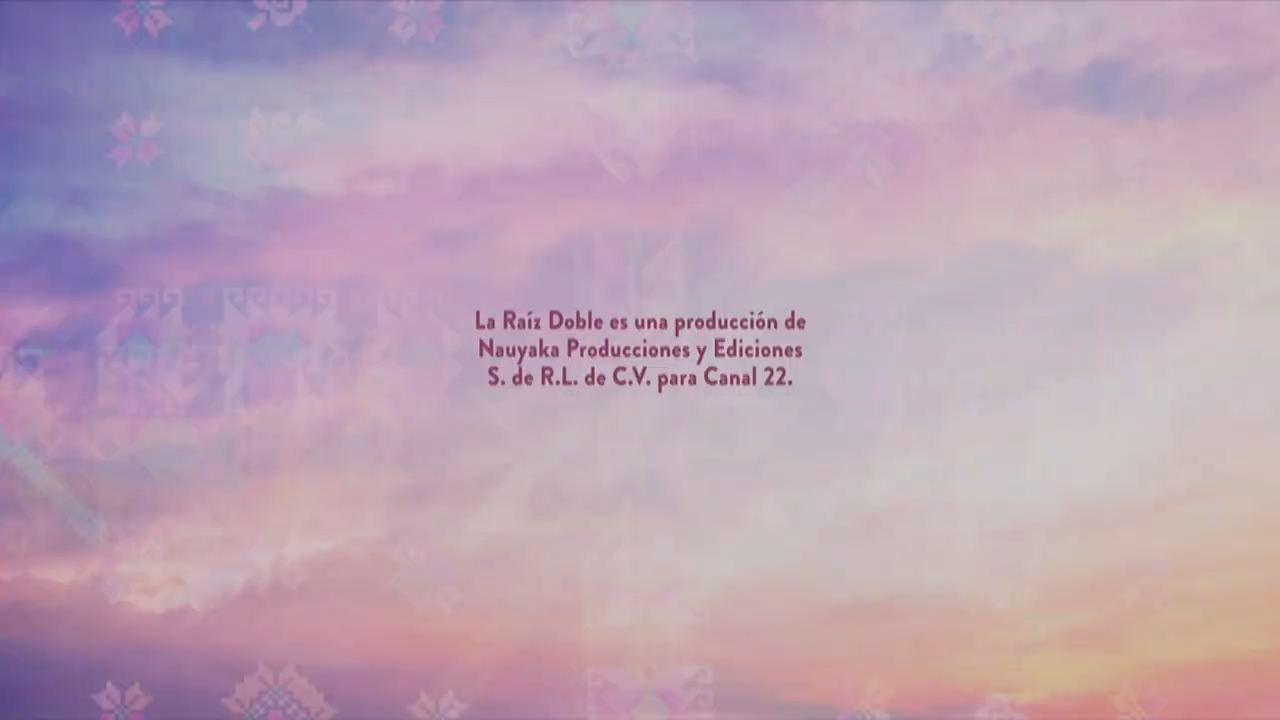 La Raíz Doble es una producción de
Nauyaka Producciones y Ediciones
S. de R.L. de C.V. para Canal 22.